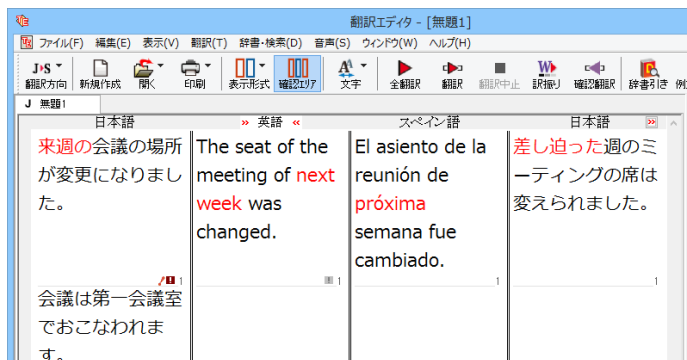 翻訳エディタ - [無題1]
ファイル(F) 編集(E) 表示(V) 翻訳(T) 辞書・検索(D) 音声(S) ウィンドウ(W) ヘルプ(H)
J›S A W
翻訳方向 新規作成 開く 印刷 表示形式 確認エリア 文字 全翻訳 翻訳 翻訳中止 訳振り 確認翻訳 辞書引き 例
J 無題1
日本語 » 英語 « スペイン語 日本語 »
来週の会議の場所
が変更になりまし
た。
1
The seat of the
meeting of next
week was
changed.
1
El asiento de la
reunión de
próxima
semana fue
cambiado.
1
差し迫った週のミ
ーティングの席は
変えられました。
1
会議は第一会議室
でおこなわれま
す。